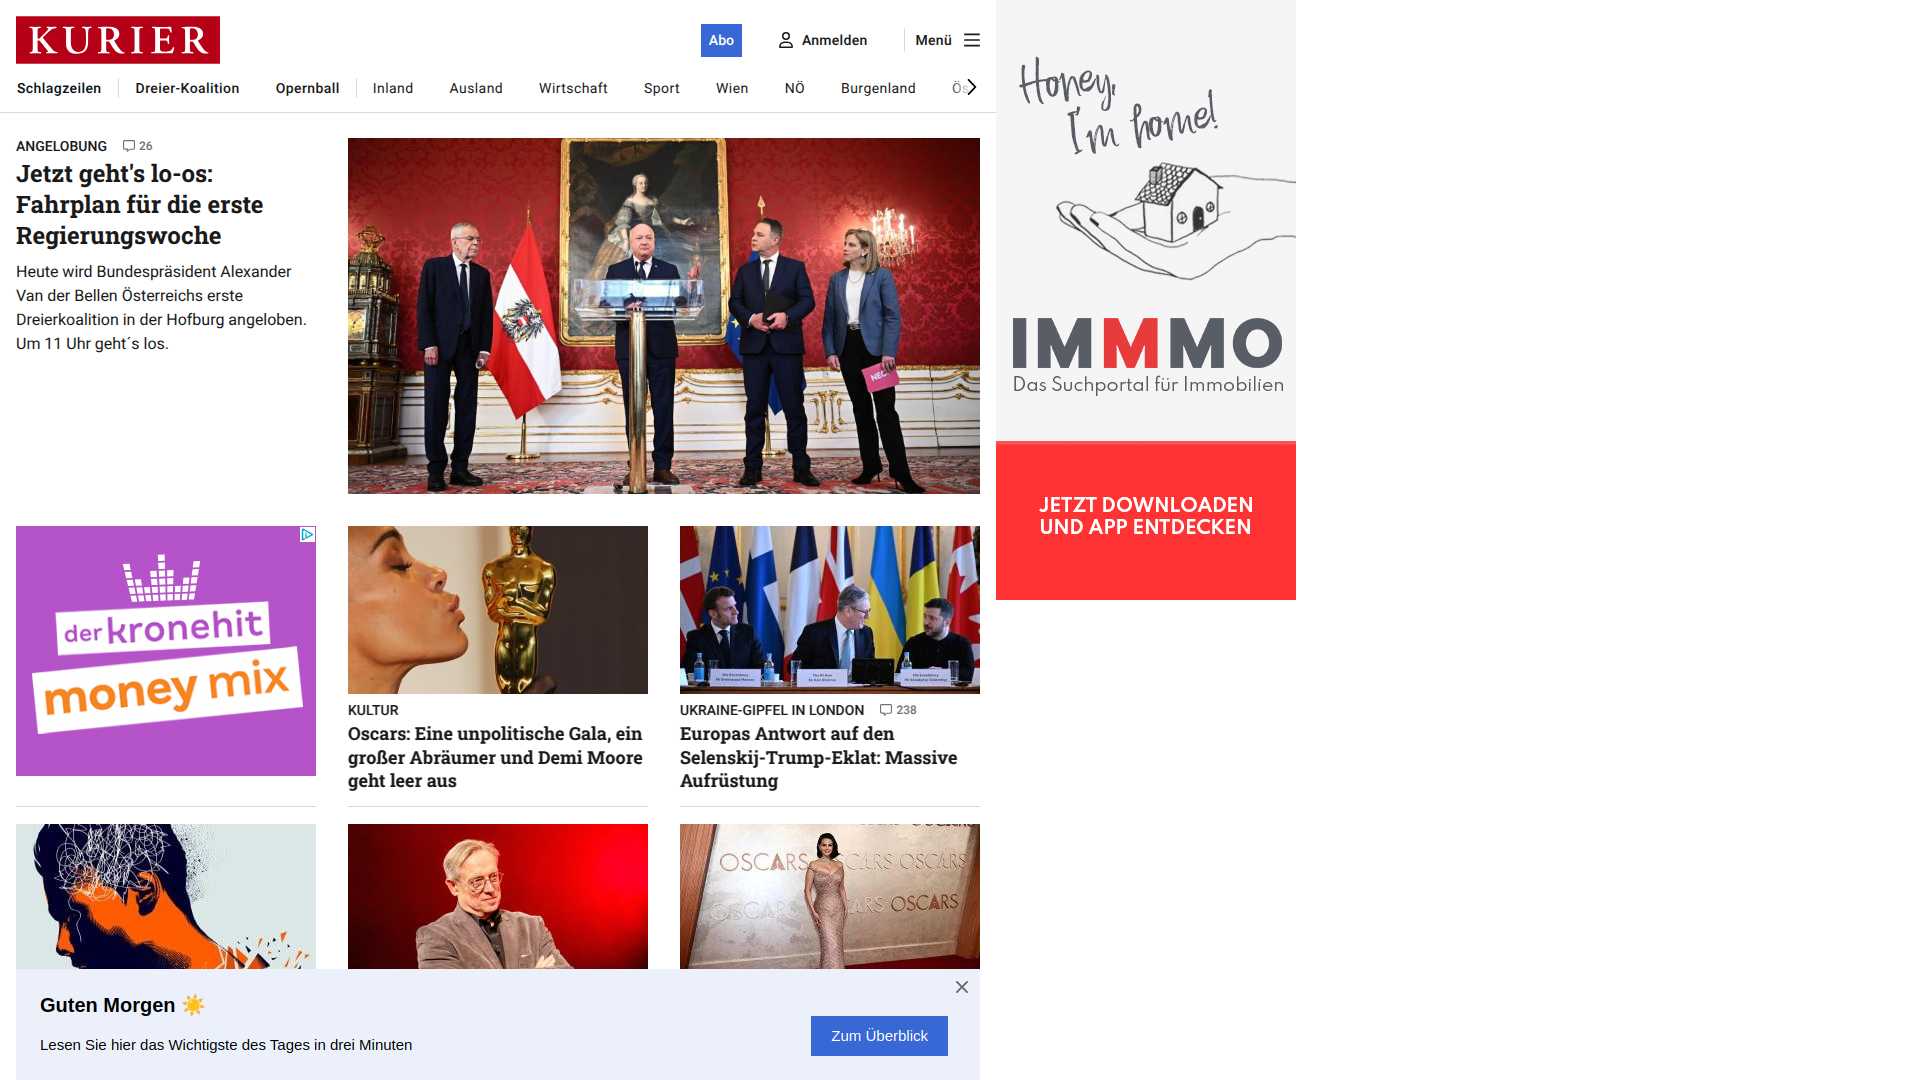 KURIER
Abo
Anmelden
Menü
Schlagzeilen
Dreier-Koalition
Opernball
Inland
Ausland
Wirtschaft
Sport
Wien
NÖ
Burgenland
ANGELOBUNG 26
Jetzt geht's lo-os:
Fahrplan für die erste
Regierungswoche
Heute wird Bundespräsident Alexander
Van der Bellen Österreichs erste
Dreierkoalition in der Hofburg angeloben.
Um 11 Uhr geht´s los.
NEO
Honey,
I'm home!
IMMMO
Das Suchportal für Immobilien
JETZT DOWNLOADEN
UND APP ENTDECKEN
der kronehit
money mix
KULTUR
Oscars: Eine unpolitische Gala, ein
großer Abräumer und Demi Moore
geht leer aus
UKRAINE-GIPFEL IN LONDON 238
Europas Antwort auf den
Selenskij-Trump-Eklat: Massive
Aufrüstung
OSCARS OSCARS OSCARS
OSCARS OSCARS
Guten Morgen ☀️
Lesen Sie hier das Wichtigste des Tages in drei Minuten
Zum Überblick